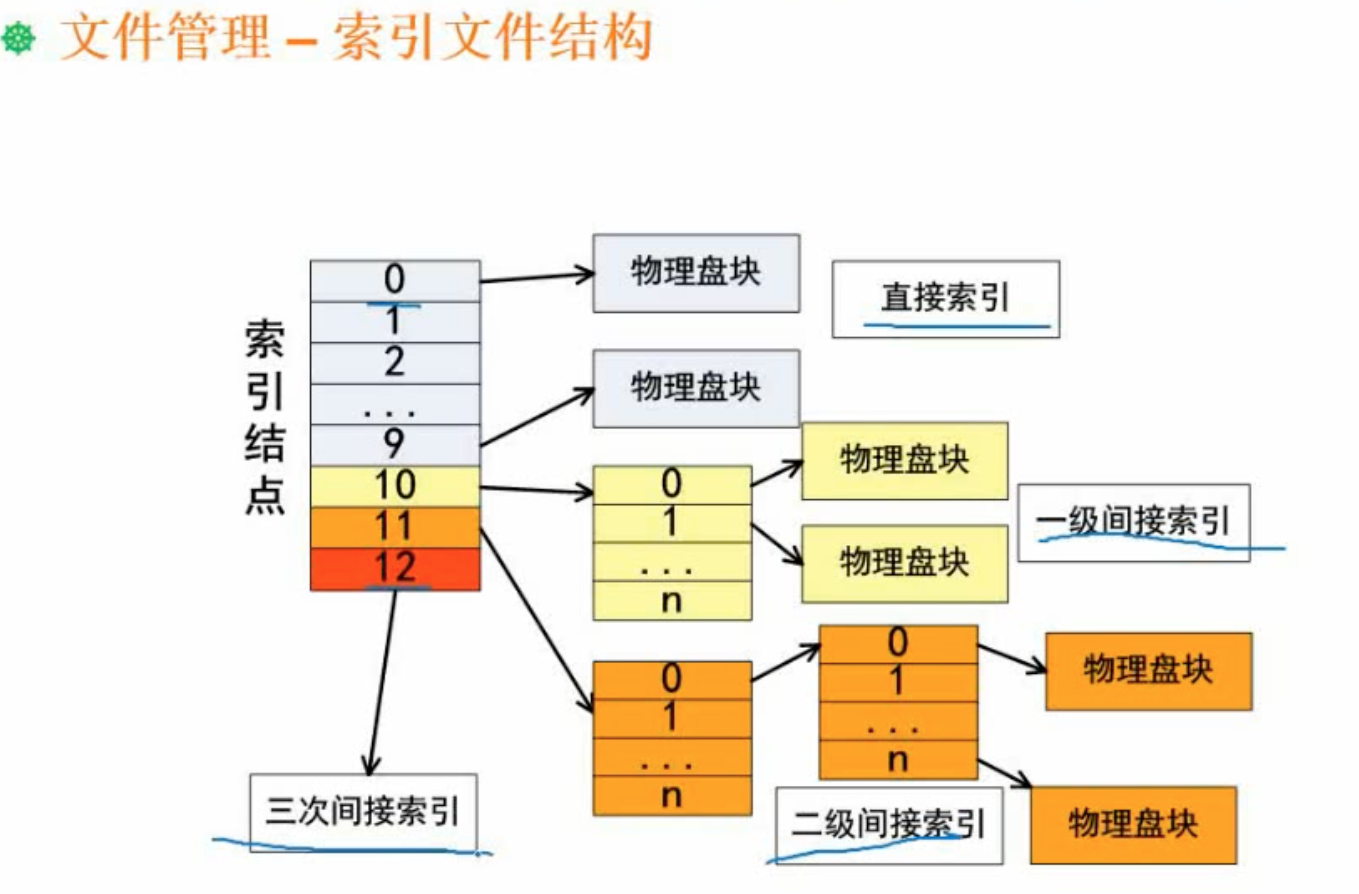 文件管理 – 索引文件结构
索引结点
0
1
2
...
9
10
11
12
物理盘块
直接索引
物理盘块
0
1
...
n
物理盘块
物理盘块
一级间接索引
0
1
...
n
0
1
...
n
物理盘块
物理盘块
二级间接索引
三次间接索引